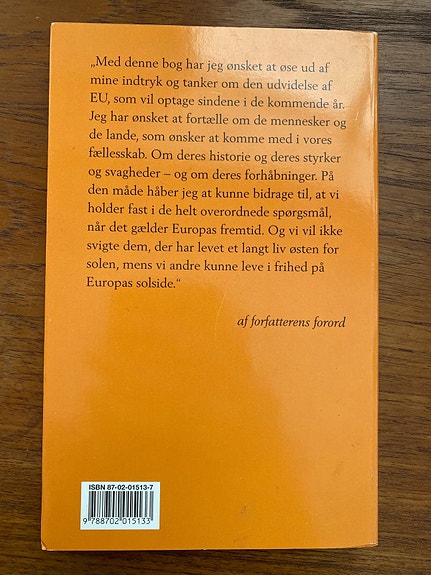 „Med denne bog har jeg ønsket at øse ud af
mine indtryk og tanker om den udvidelse af
EU, som vil optage sindene i de kommende år.
Jeg har ønsket at fortælle om de mennesker og
de lande, som ønsker at komme med i vores
fællesskab. Om deres historie og deres styrker
og svagheder – og om deres forhåbninger. På
den måde håber jeg at kunne bidrage til, at vi
holder fast i de helt overordnede spørgsmål,
når det gælder Europas fremtid. Og vi vil ikke
svigte dem, der har levet et langt liv østen for
solen, mens vi andre kunne leve i frihed på
Europas solside.“
af forfatterens forord
ISBN 87-02-01513-7
9 788702 015133